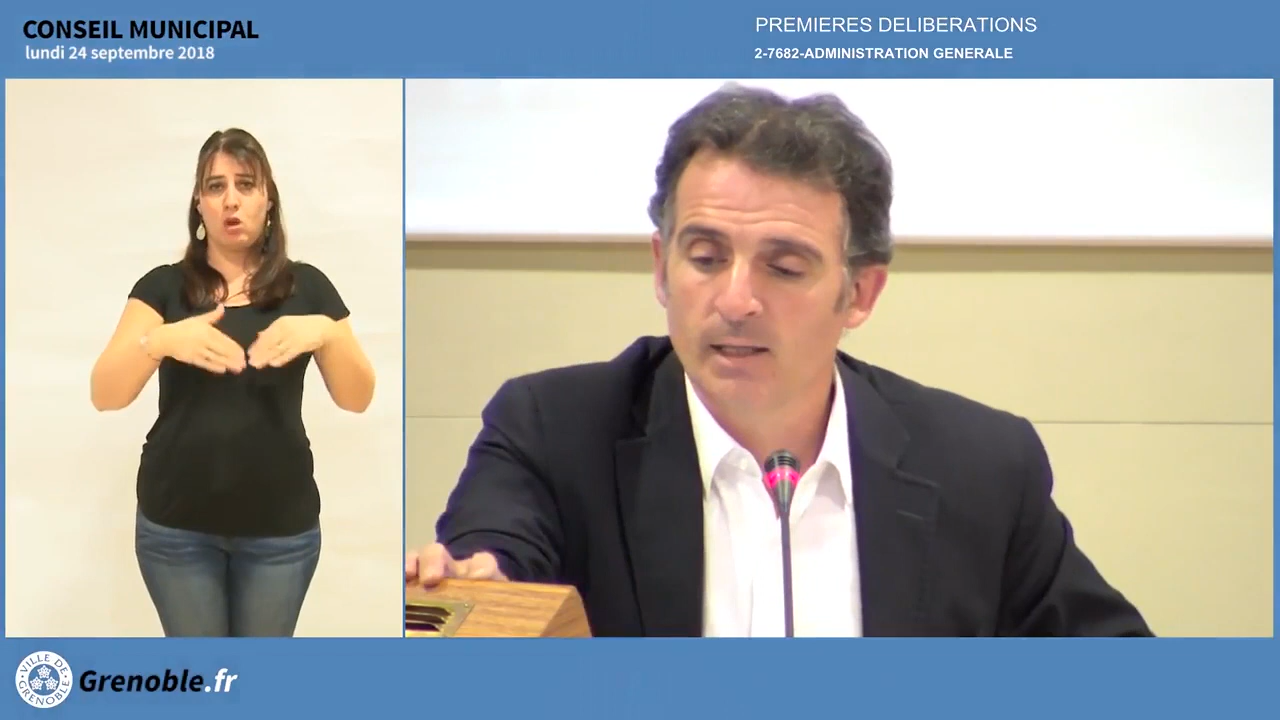 CONSEIL MUNICIPAL
lundi 24 septembre 2018
PREMIERES DELIBERATIONS
2-7682-ADMINISTRATION GENERALE
VILLE DE GRENOBLE
Grenoble.fr